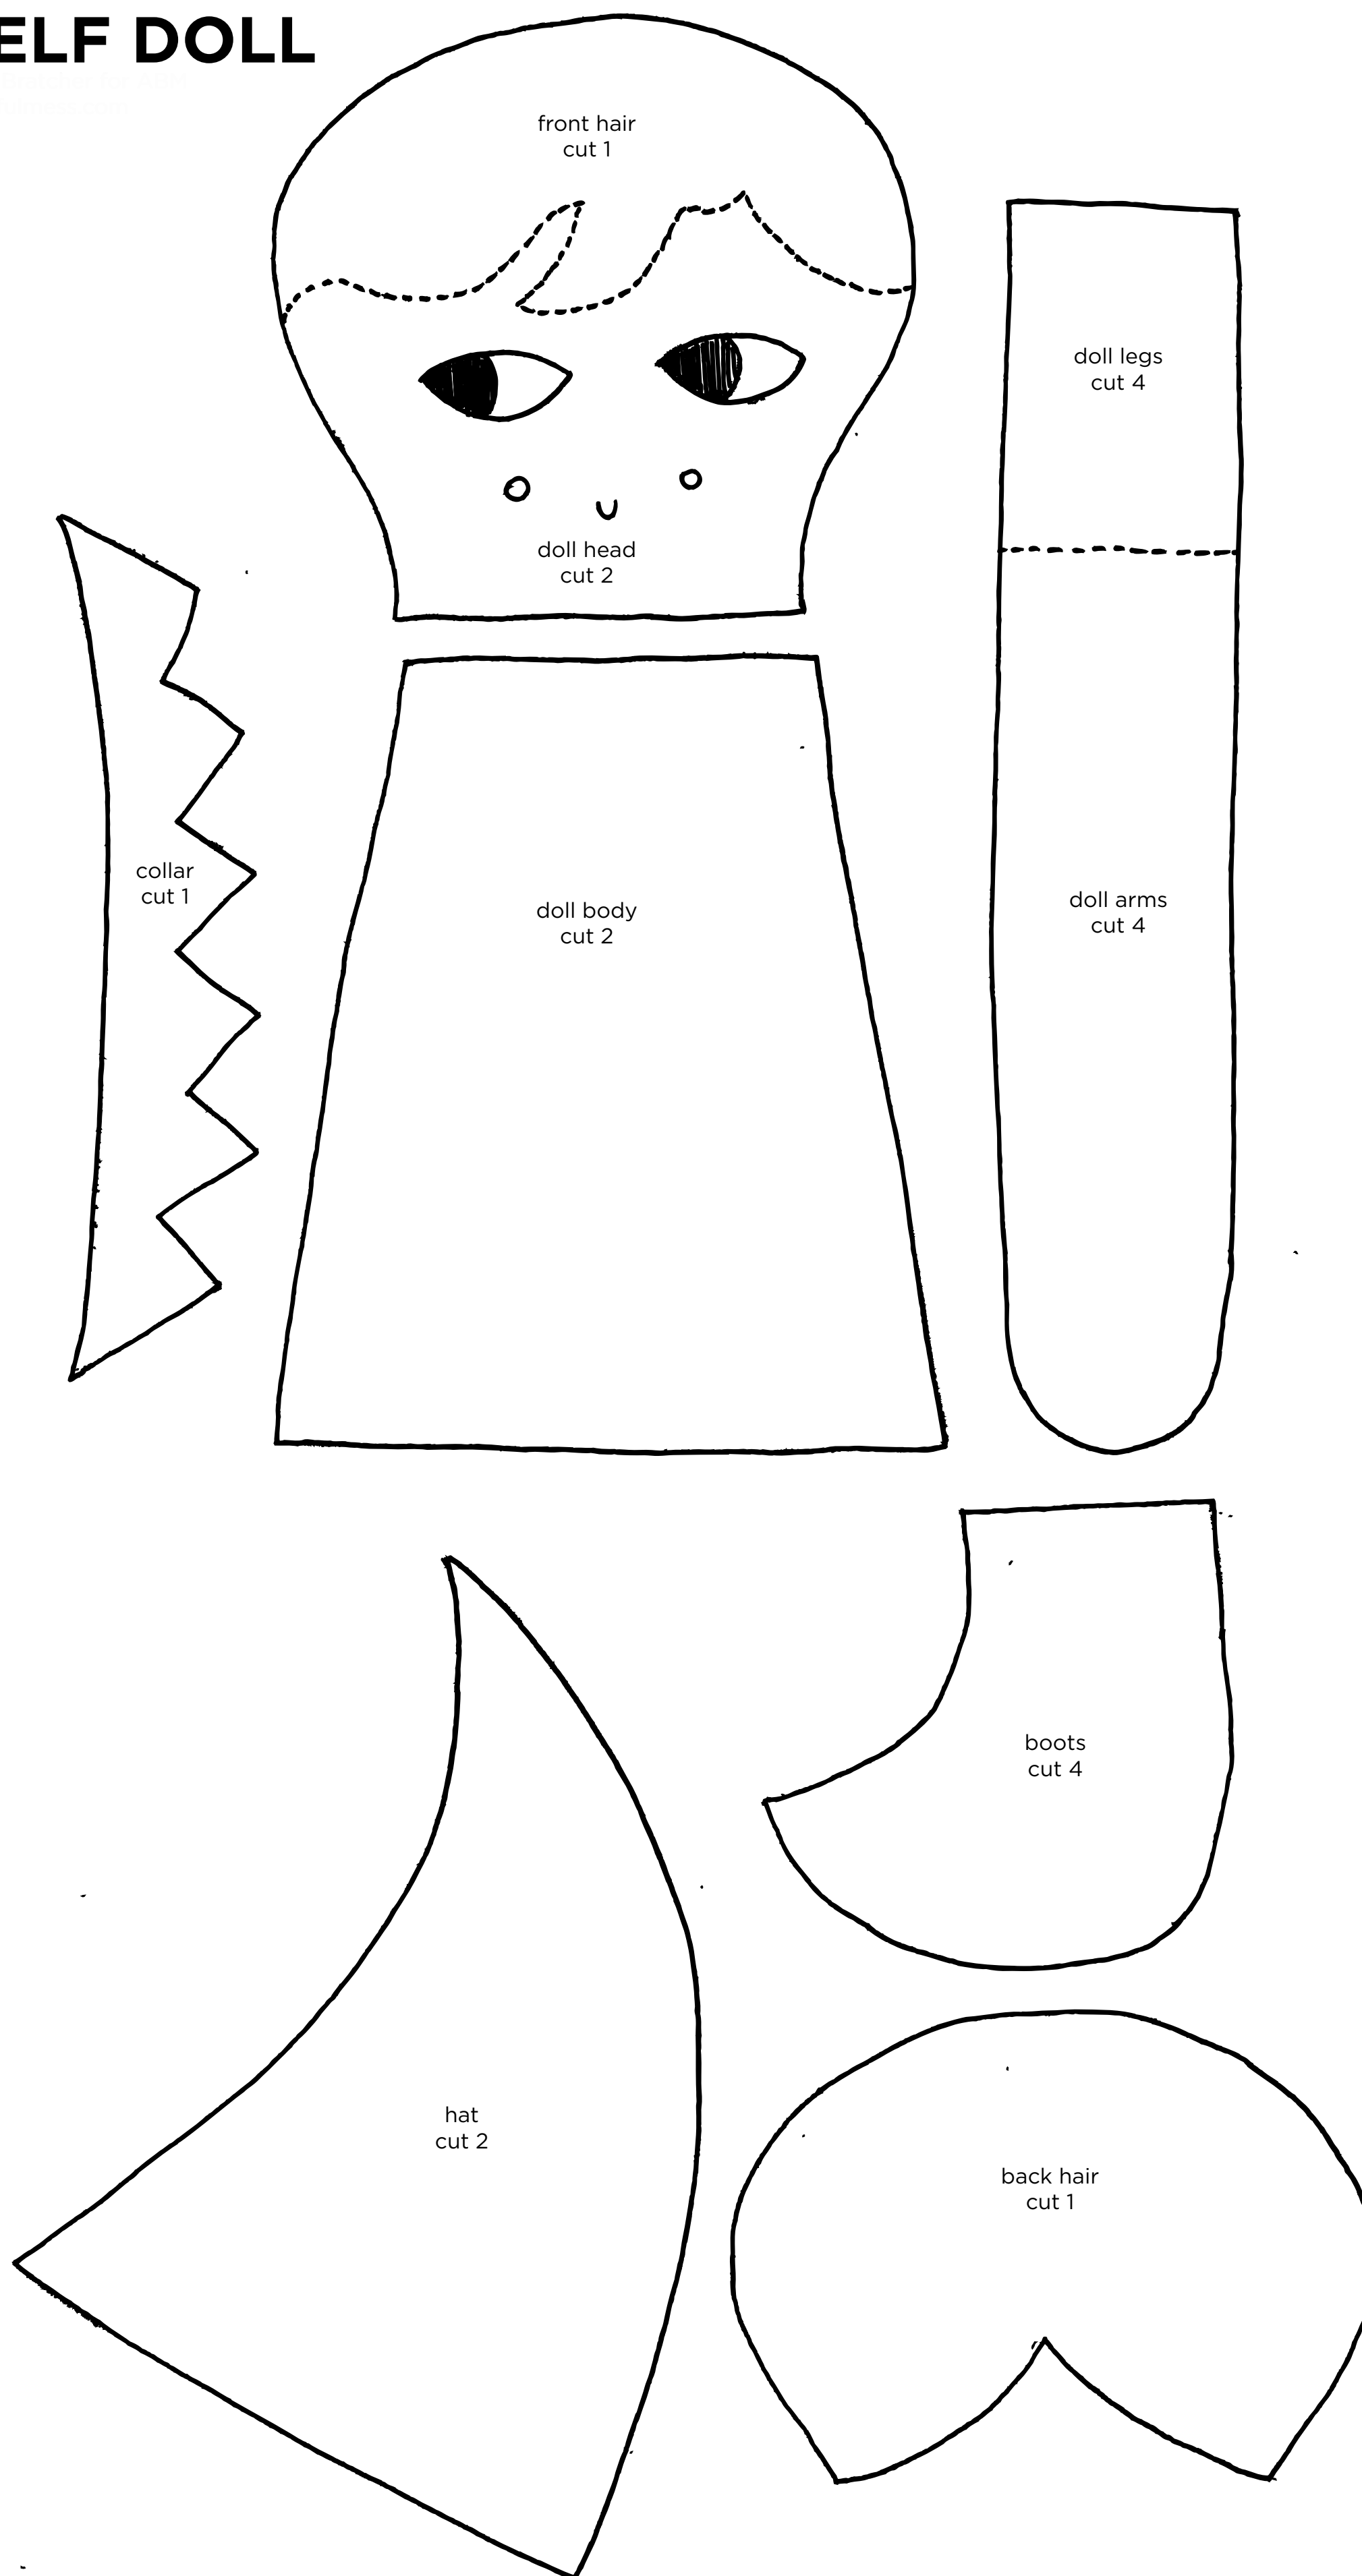 ELF DOLL
front hair
cut 1
doll legs
cut 4
doll head
cut 2
collar
cut 1
doll body
cut 2
doll arms
cut 4
boots
cut 4
hat
cut 2
back hair
cut 1